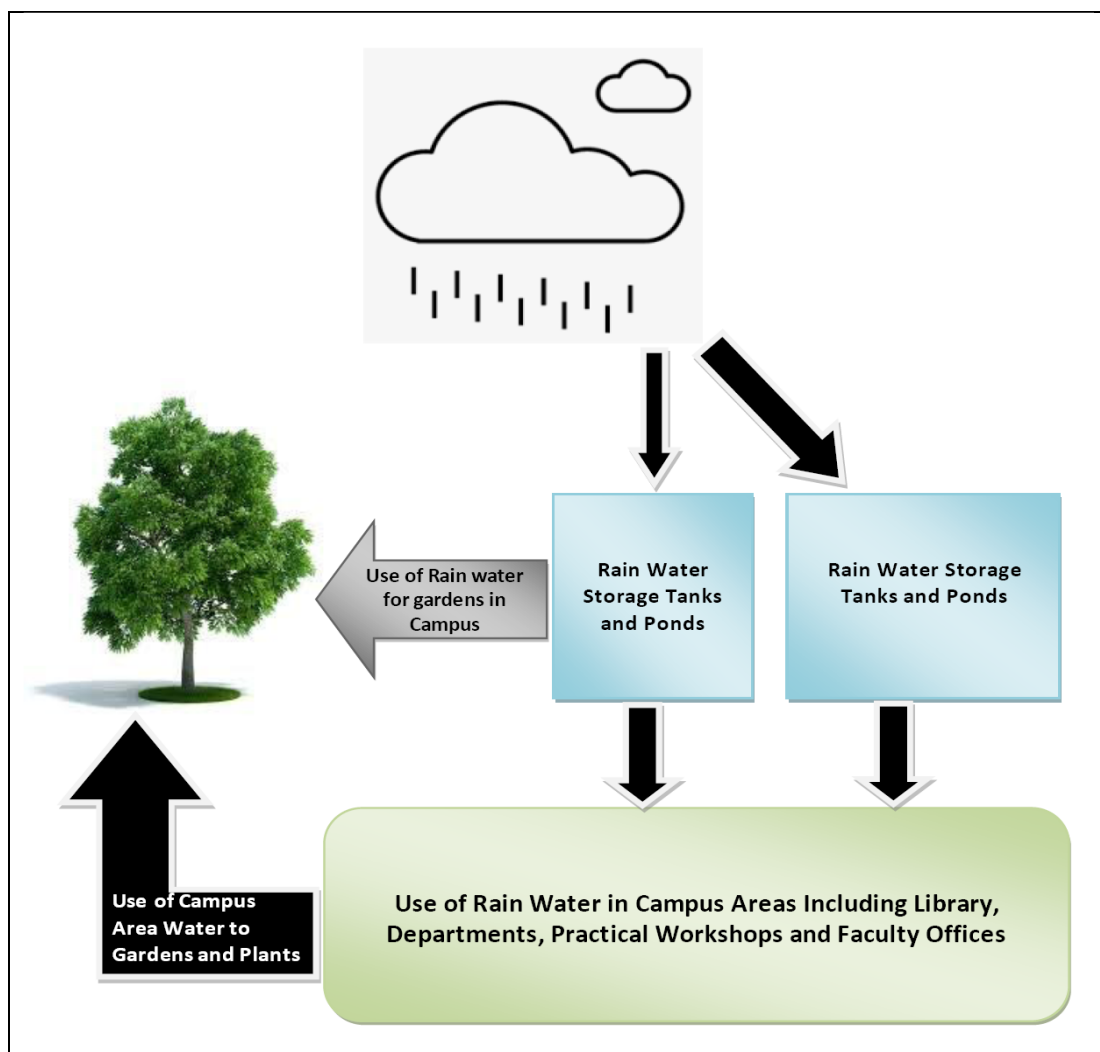 Use of Rain water
for gardens in
Campus
Rain Water
Storage Tanks
and Ponds
Rain Water Storage
Tanks and Ponds
Use of Campus
Area Water to
Gardens and Plants
Use of Rain Water in Campus Areas Including Library,
Departments, Practical Workshops and Faculty Offices